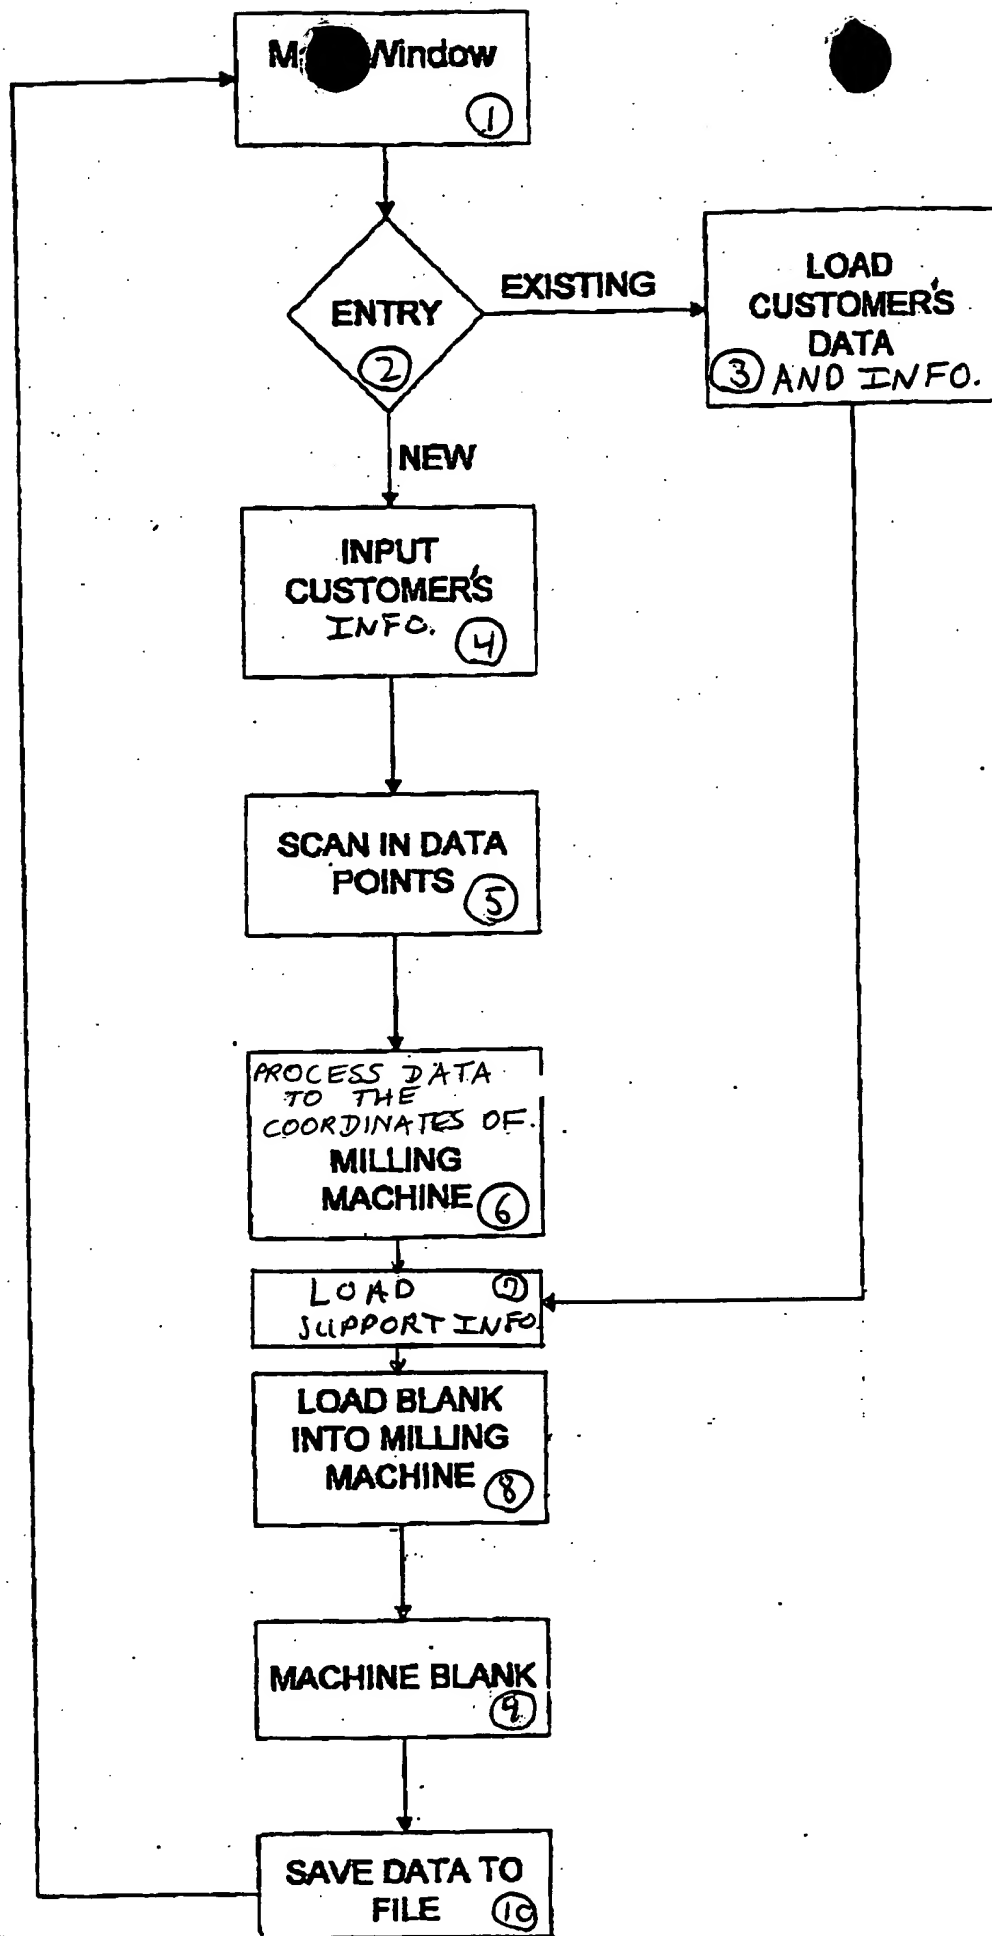 Window
1
ENTRY
2
EXISTING
LOAD
CUSTOMER'S
DATA
3 AND INFO.
NEW
INPUT
CUSTOMER'S
INFO.
4
SCAN IN DATA
POINTS
5
PROCESS DATA
TO THE
COORDINATES OF.
MILLING
MACHINE
6
LOAD 7
SUPPORT INFO
LOAD BLANK
INTO MILLING
MACHINE
8
MACHINE BLANK
9
SAVE DATA TO
FILE 10